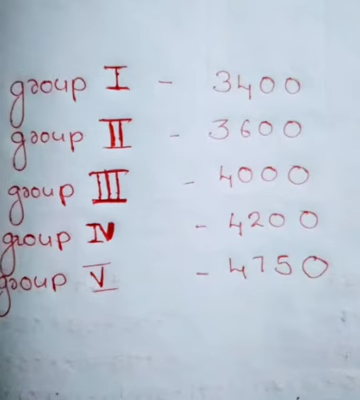 group I - 3400
group II - 3600
group III - 4000
group IV - 4200
group V - 4750